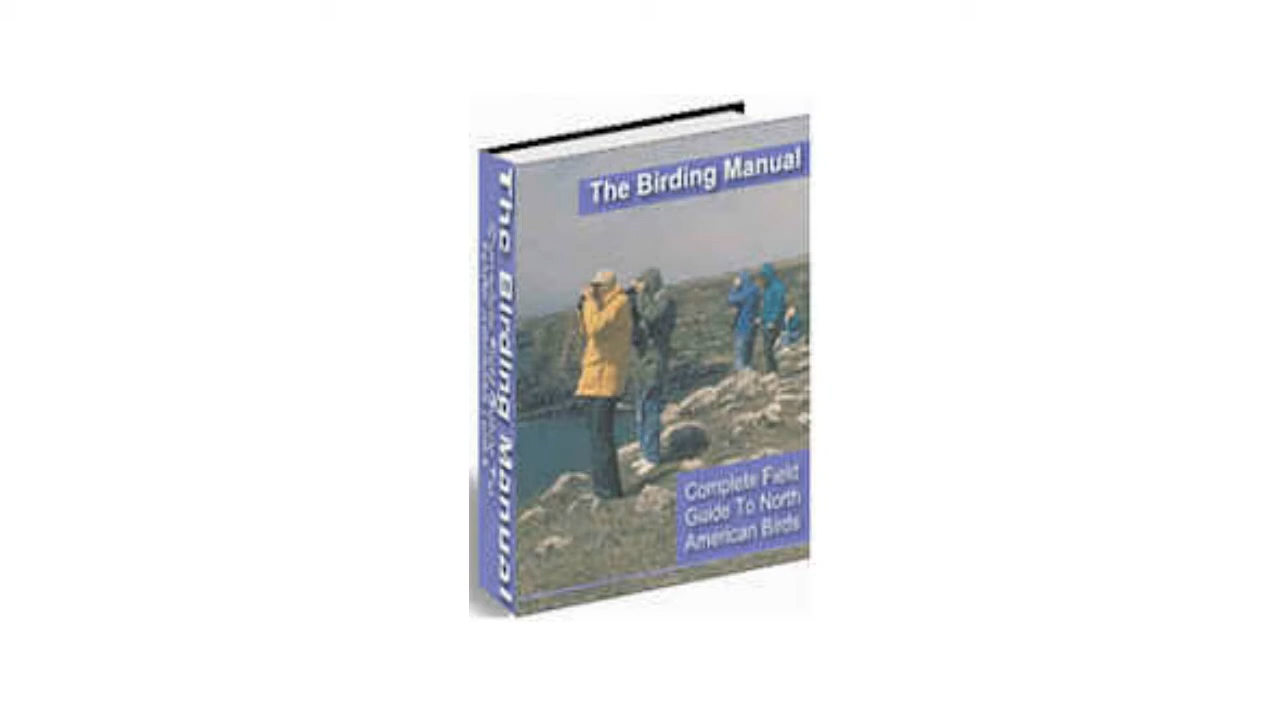 The Birding Manual
Complete Field
Guide To North
American Birds
The Birding Manual